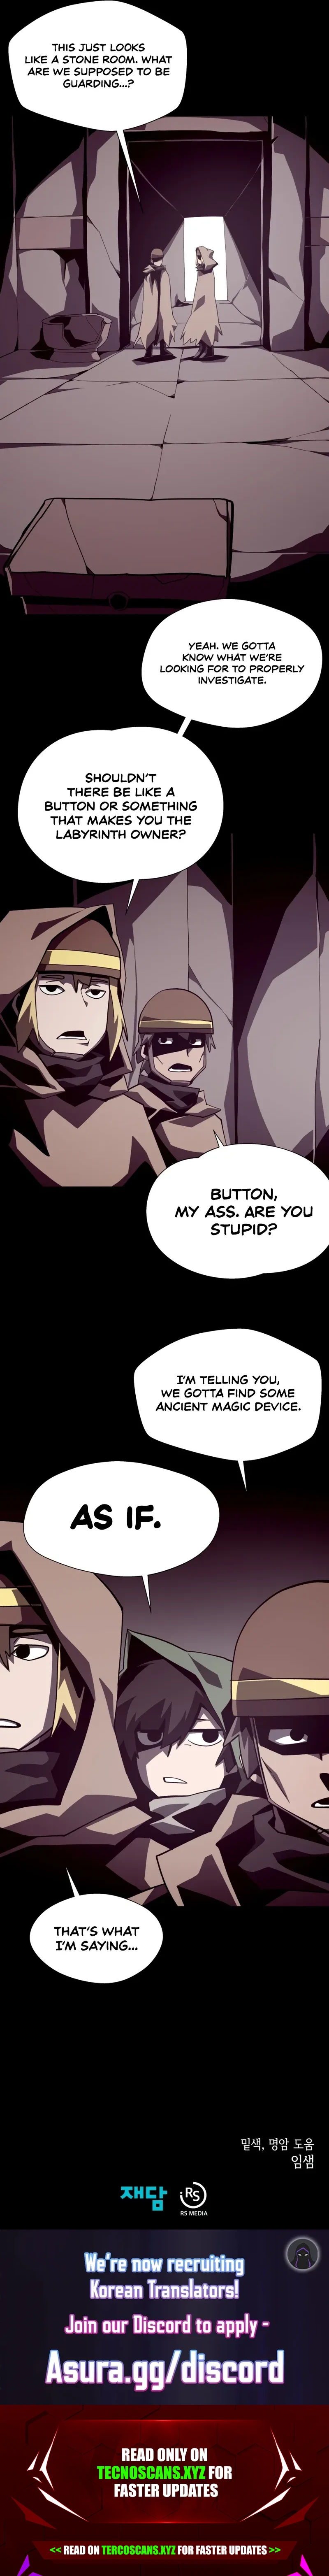 THIS JUST LOOKS
LIKE A STONE ROOM. WHAT
ARE WE SUPPOSED TO BE
GUARDING...?
YEAH. WE GOTTA
KNOW WHAT WE'RE
LOOKING FOR TO PROPERLY
INVESTIGATE.
SHOULDN'T
THERE BE LIKE A
BUTTON OR SOMETHING
THAT MAKES YOU THE
LABYRINTH OWNER?
BUTTON,
MY ASS. ARE YOU
STUPID?
I'M TELLING YOU,
WE GOTTA FIND SOME
ANCIENT MAGIC DEVICE.
AS IF.
THAT'S WHAT
I'M SAYING...
밑색, 명암 도움
임샘
재담
RS
RS MEDIA
We're now recruiting
Korean Translators!
Join our Discord to apply -
Asura.gg/discord
READ ONLY ON
TECNOSCANS.XYZ FOR
FASTER UPDATES
<< READ ON TERCOSCANS.XYZ FOR FASTER UPDATES >>